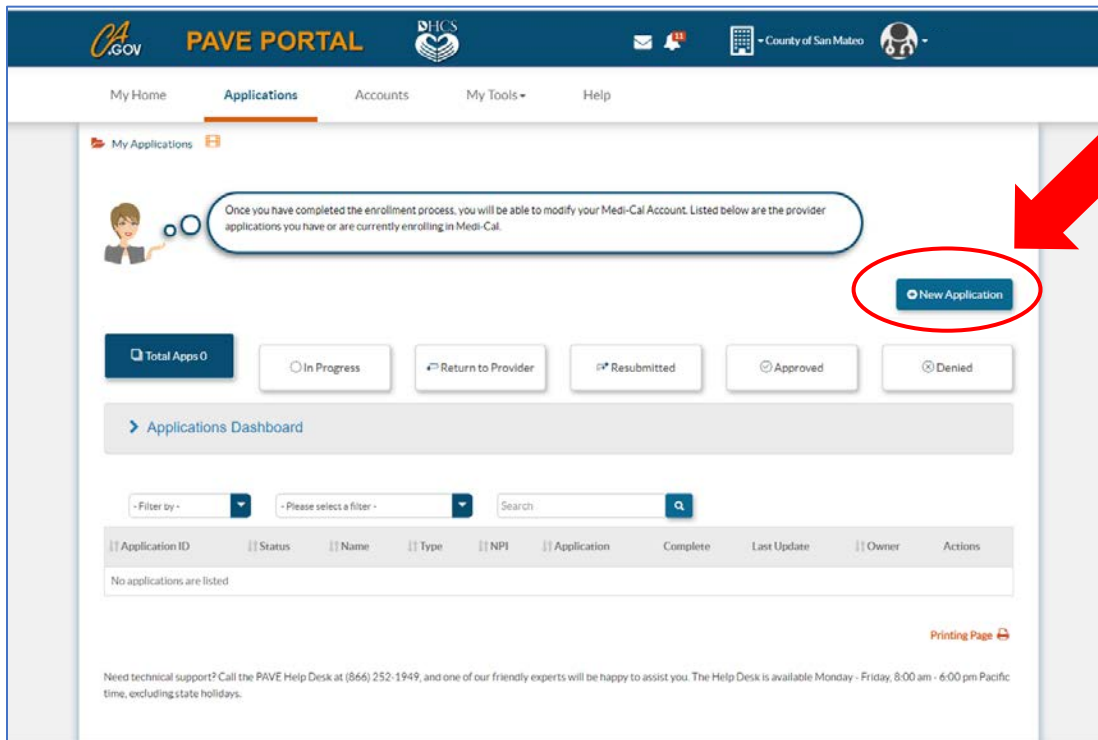 CA.GOV PAVE PORTAL DHCS 11 County of San Mateo
My Home Applications Accounts My Tools Help
My Applications
Once you have completed the enrollment process, you will be able to modify your Medi-Cal Account. Listed below are the provider
applications you have or are currently enrolling in Medi-Cal.
New Application
Total Apps 0 In Progress Return to Provider Resubmitted Approved Denied
Applications Dashboard
- Filter by - - Please select a filter - Search
Application ID Status Name Type NPI Application Complete Last Update Owner Actions
No applications are listed
Printing Page
Need technical support? Call the PAVE Help Desk at (866) 252-1949, and one of our friendly experts will be happy to assist you. The Help Desk is available Monday - Friday, 8:00 am - 6:00 pm Pacific
time, excluding state holidays.